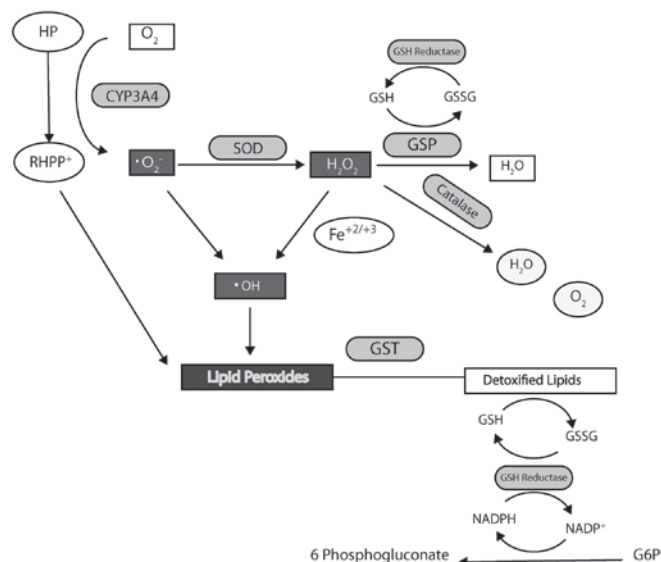 HP
O2
GSH Reductase
CYP3A4
GSH
GSSG
RHPP+
•O2-
SOD
H2O2
GSP
H2O
Catalase
Fe+2/+3
H2O
•OH
O2
GST
Lipid Peroxides
Detoxified Lipids
GSH
GSSG
GSH Reductase
NADPH
NADP+
6 Phosphogluconate
G6P